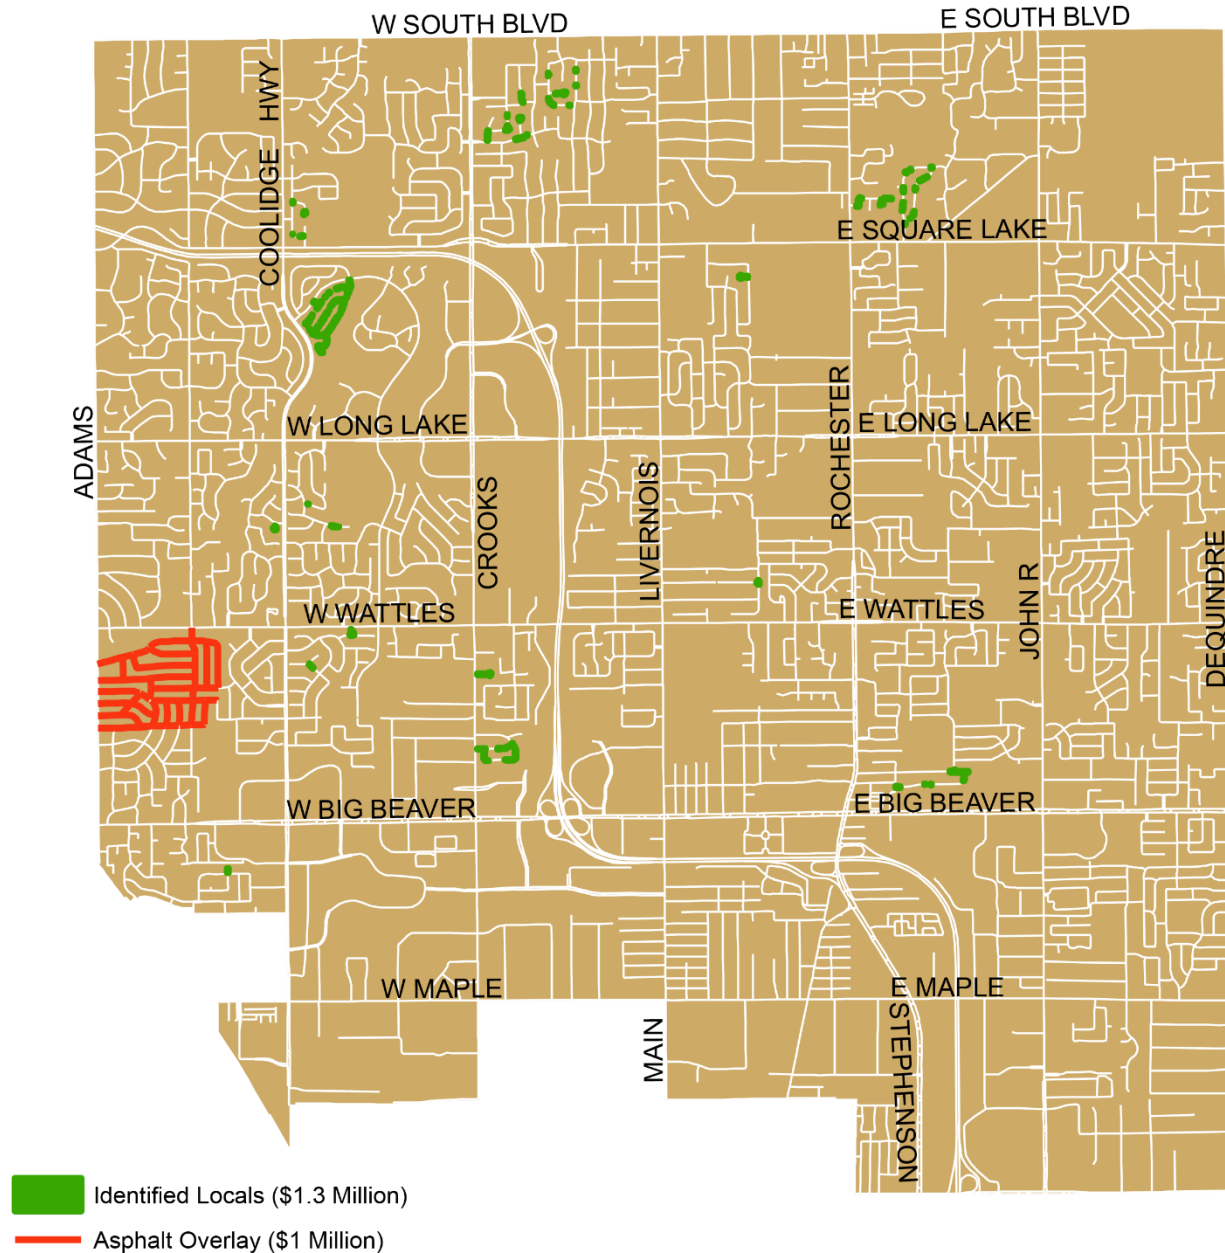 W SOUTH BLVD
E SOUTH BLVD
COOLIDGE HWY
E SQUARE LAKE
ADAMS
W LONG LAKE
ROCHESTER
E LONG LAKE
CROOKS
LIVERNOIS
JOHN R
DEQUINDRE
W WATTLES
E WATTLES
W BIG BEAVER
E BIG BEAVER
W MAPLE
E MAPLE
MAIN
STEPHENSON
Identified Locals ($1.3 Million)
Asphalt Overlay ($1 Million)